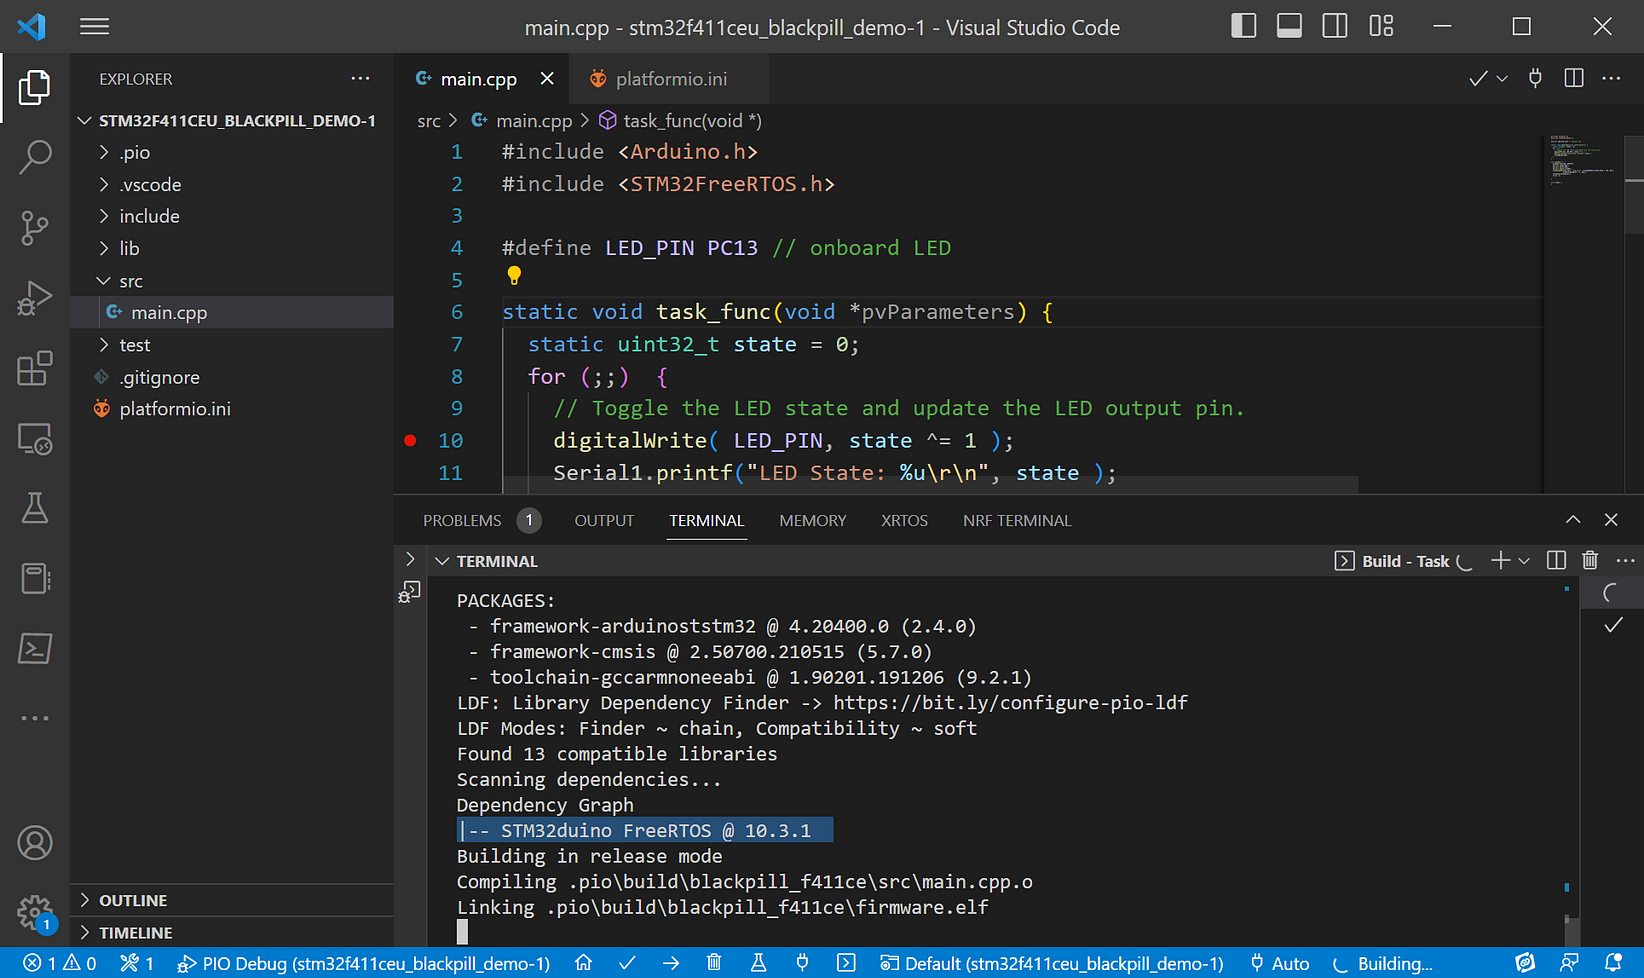 main.cpp - stm32f411ceu_blackpill_demo-1 - Visual Studio Code
EXPLORER
STM32F411CEU_BLACKPILL_DEMO-1
.pio
.vscode
include
lib
src
main.cpp
test
.gitignore
platformio.ini
OUTLINE
TIMELINE
1
main.cpp
platformio.ini
src > main.cpp > task_func(void *)
1 #include <Arduino.h>
2 #include <STM32FreeRTOS.h>
3
4 #define LED_PIN PC13 // onboard LED
5
6 static void task_func(void *pvParameters) {
7 static uint32_t state = 0;
8 for (;;) {
9 // Toggle the LED state and update the LED output pin.
10 digitalWrite( LED_PIN, state ^= 1 );
11 Serial1.printf("LED State: %u\r\n", state );
PROBLEMS 1 OUTPUT TERMINAL MEMORY XRTOS NRF TERMINAL
TERMINAL Build - Task
PACKAGES:
- framework-arduinoststm32 @ 4.20400.0 (2.4.0)
- framework-cmsis @ 2.50700.210515 (5.7.0)
- toolchain-gccarmnoneeabi @ 1.90201.191206 (9.2.1)
LDF: Library Dependency Finder -> https://bit.ly/configure-pio-ldf
LDF Modes: Finder ~ chain, Compatibility ~ soft
Found 13 compatible libraries
Scanning dependencies...
Dependency Graph
|-- STM32duino FreeRTOS @ 10.3.1
Building in release mode
Compiling .pio\build\blackpill_f411ce\src\main.cpp.o
Linking .pio\build\blackpill_f411ce\firmware.elf
1 0 1 PIO Debug (stm32f411ceu_blackpill_demo-1) Default (stm32f411ceu_blackpill_demo-1) Auto Building...